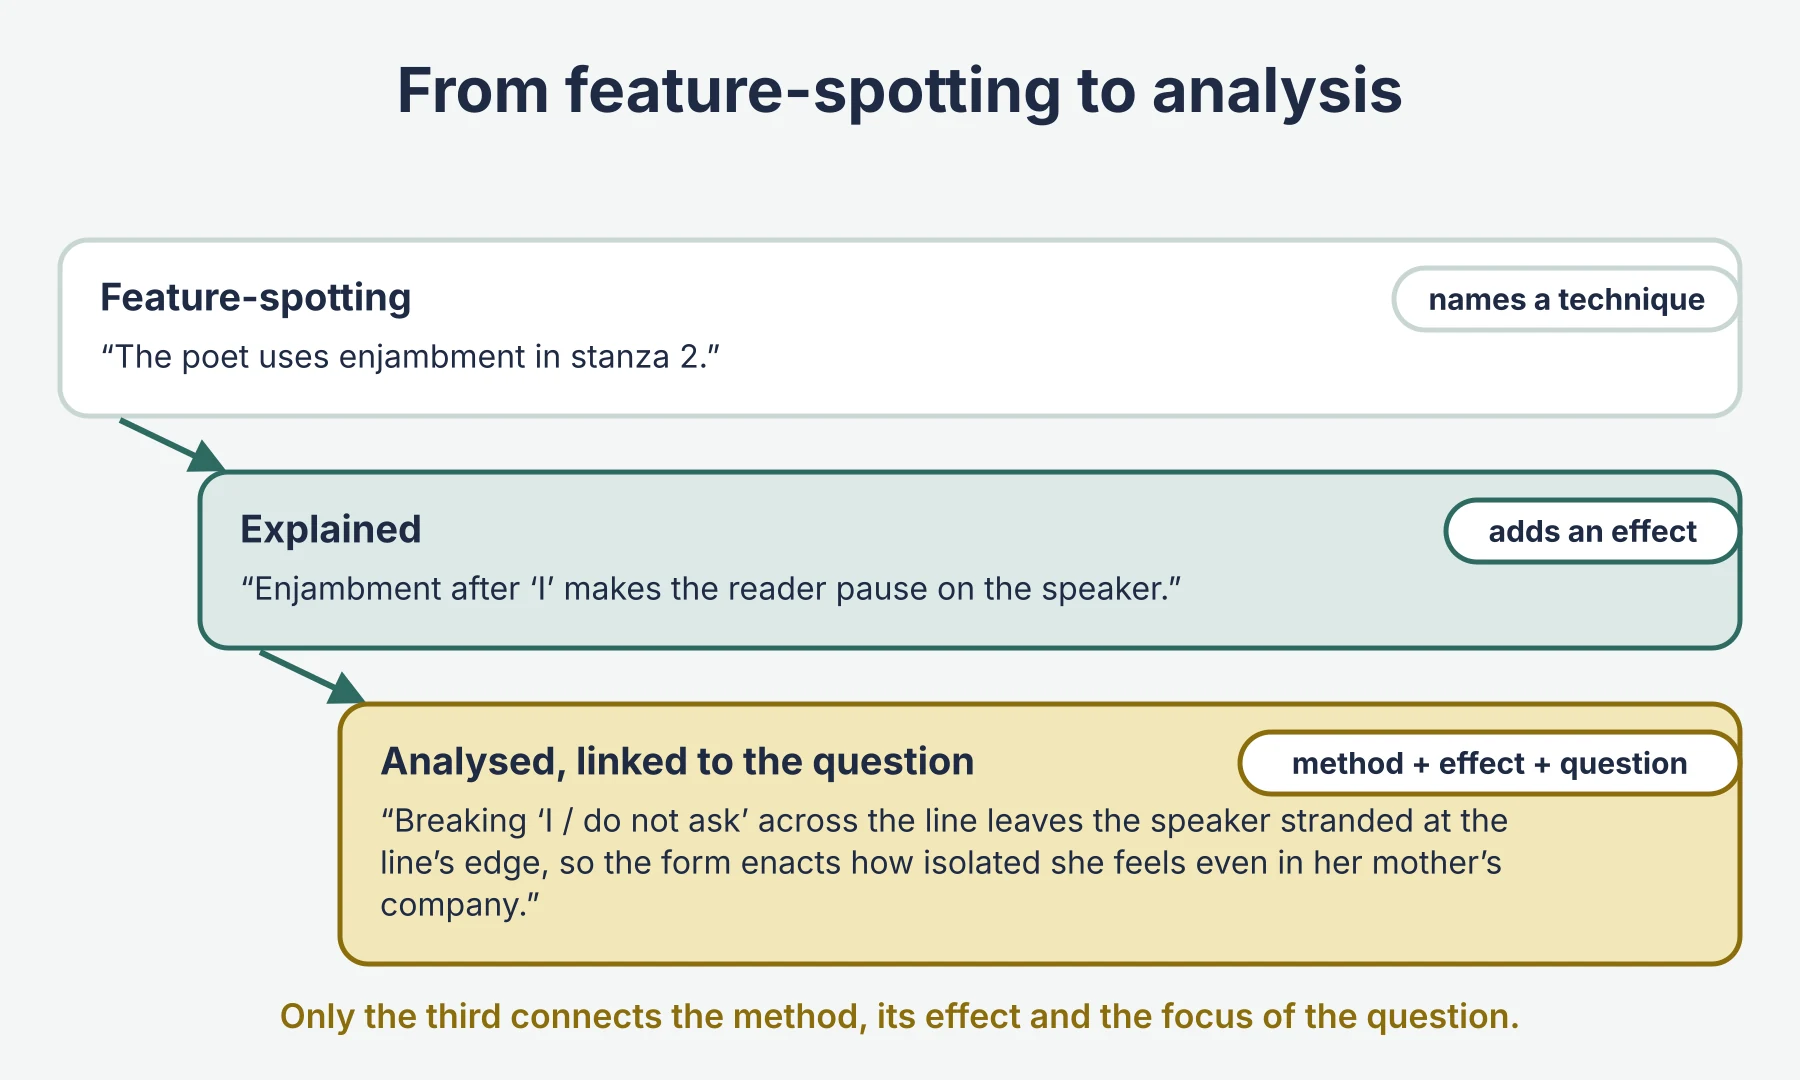 From feature-spotting to analysis
Feature-spotting
names a technique
“The poet uses enjambment in stanza 2.”
Explained
adds an effect
“Enjambment after ‘I’ makes the reader pause on the speaker.”
Analysed, linked to the question
method + effect + question
“Breaking ‘I / do not ask’ across the line leaves the speaker stranded at the
line’s edge, so the form enacts how isolated she feels even in her mother’s
company.”
Only the third connects the method, its effect and the focus of the question.